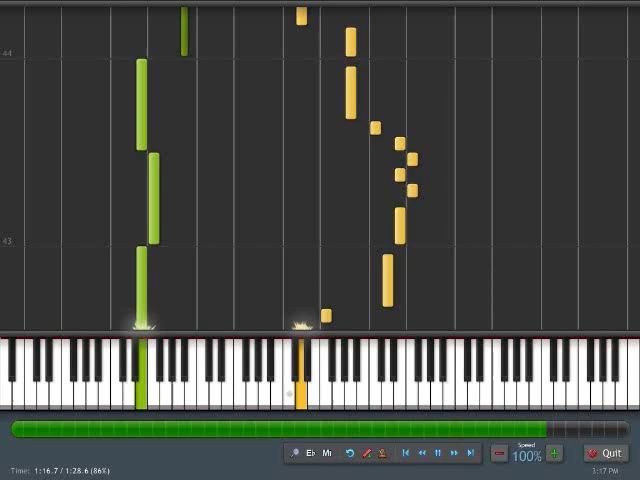 44
43
Speed
E♭ M↑ 100% Quit
Time: 1:16.7 / 1:28.6 (86%) 3:17 PM